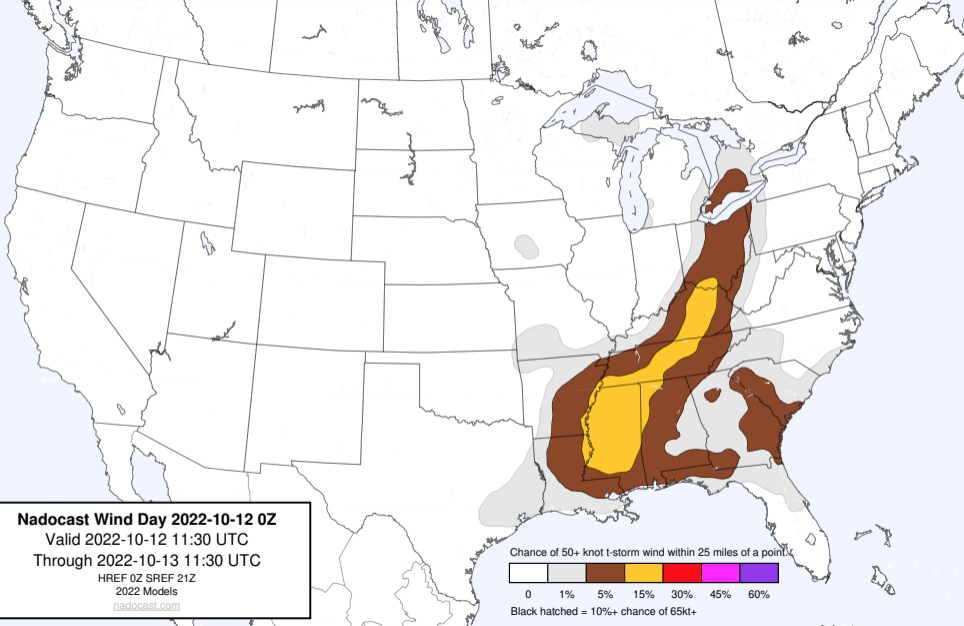 Nadocast Wind Day 2022-10-12 0Z
Valid 2022-10-12 11:30 UTC
Through 2022-10-13 11:30 UTC
HREF 0Z SREF 21Z
2022 Models
nadocast.com
Chance of 50+ knot t-storm wind within 25 miles of a point.
0 1% 5% 15% 30% 45% 60%
Black hatched = 10%+ chance of 65kt+